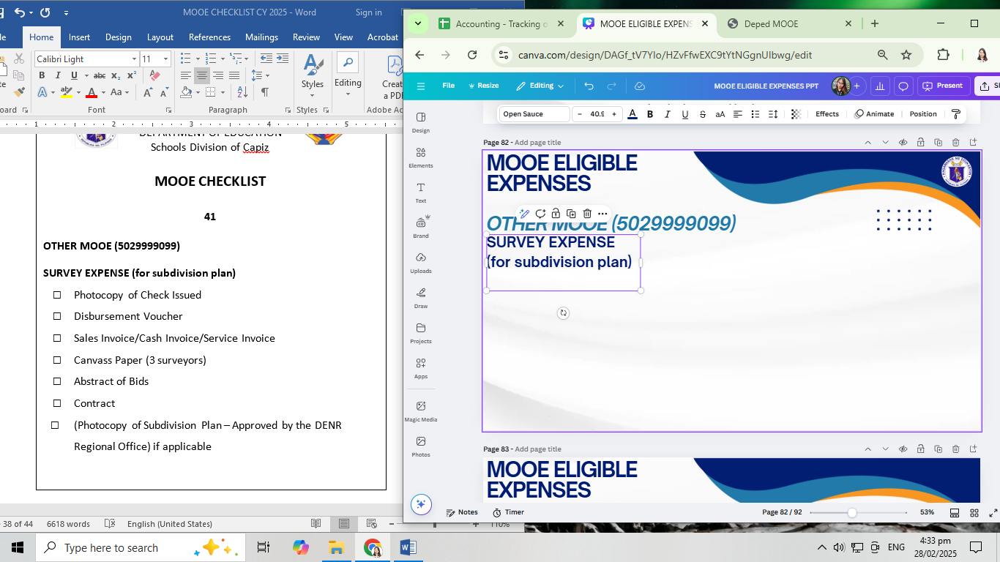 MOOE CHECKLIST CY 2025 - Word
Sign in
Home
Insert
Design
Layout
References
Mailings
Review
View
Acrobat
Calibri Light
11
Styles
Editing
Font
Paragraph
Styles
1
2
3
4
5
DEPARTMENT OF EDUCATION
Schools Division of Capiz
MOOE CHECKLIST
41
OTHER MOOE (5029999099)
SURVEY EXPENSE (for subdivision plan)
☐ Photocopy of Check Issued
☐ Disbursement Voucher
☐ Sales Invoice/Cash Invoice/Service Invoice
☐ Canvass Paper (3 surveyors)
☐ Abstract of Bids
☐ Contract
☐ (Photocopy of Subdivision Plan – Approved by the DENR
Regional Office) if applicable
38 of 44
6618 words
English (United States)
110%
Accounting - Tracking
MOOE ELIGIBLE EXPENS
Deped MOOE
canva.com/design/DAGf_tV7YIo/HZvFfwEXC9tYtNGgnUIbwg/edit
File
Resize
Editing
MOOE ELIGIBLE EXPENSES PPT
Present
Open Sauce
– 40.9 +
A B I U S aA
Effects
Animate
Position
Design
Elements
Text
Brand
Uploads
Draw
Projects
Apps
Magic Media
Photos
Page 82 - Add page title
MOOE ELIGIBLE
EXPENSES
OTHER MOOE (5029999099)
SURVEY EXPENSE
(for subdivision plan)
Page 83 - Add page title
MOOE ELIGIBLE
EXPENSES
Notes
Timer
Page 82 / 92
53%
Type here to search
ENG
4:33 pm
28/02/2025